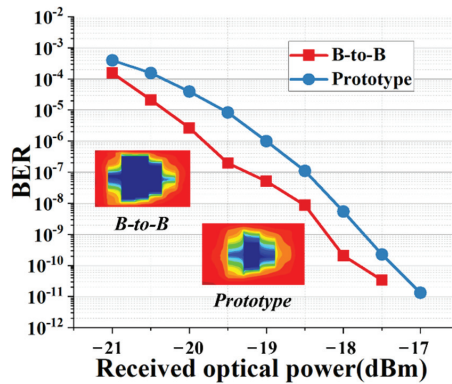 10⁻²
10⁻³
10⁻⁴
10⁻⁵
10⁻⁶
10⁻⁷
10⁻⁸
10⁻⁹
10⁻¹⁰
10⁻¹¹
10⁻¹²
BER
B-to-B
Prototype
B-to-B
Prototype
−21 −20 −19 −18 −17
Received optical power(dBm)